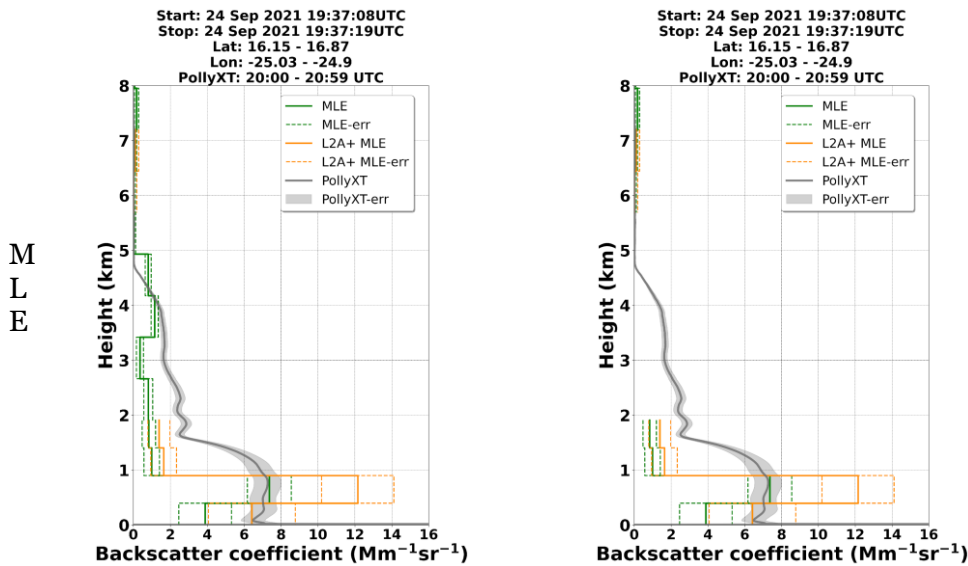 Start: 24 Sep 2021 19:37:08UTC
Stop: 24 Sep 2021 19:37:19UTC
Lat: 16.15 - 16.87
Lon: -25.03 - -24.9
PollyXT: 20:00 - 20:59 UTC
MLE
MLE-err
L2A+ MLE
L2A+ MLE-err
PollyXT
PollyXT-err
8
7
6
5
4
3
2
1
0
Height (km)
0 2 4 6 8 10 12 14 16
Backscatter coefficient (Mm⁻¹sr⁻¹)
M
L
E
Start: 24 Sep 2021 19:37:08UTC
Stop: 24 Sep 2021 19:37:19UTC
Lat: 16.15 - 16.87
Lon: -25.03 - -24.9
PollyXT: 20:00 - 20:59 UTC
MLE
MLE-err
L2A+ MLE
L2A+ MLE-err
PollyXT
PollyXT-err
8
7
6
5
4
3
2
1
0
Height (km)
0 2 4 6 8 10 12 14 16
Backscatter coefficient (Mm⁻¹sr⁻¹)